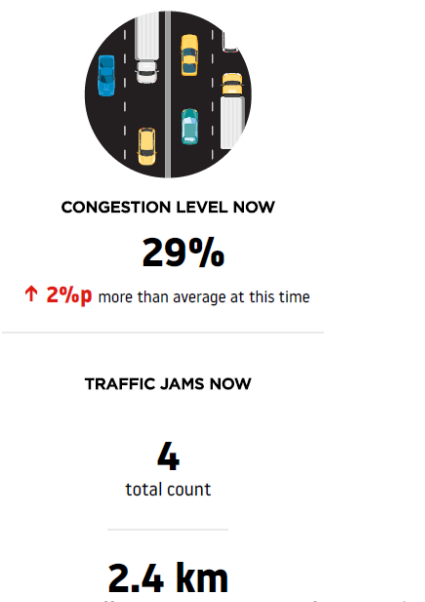 CONGESTION LEVEL NOW
29%
↑ 2%p more than average at this time
TRAFFIC JAMS NOW
4
total count
2.4 km